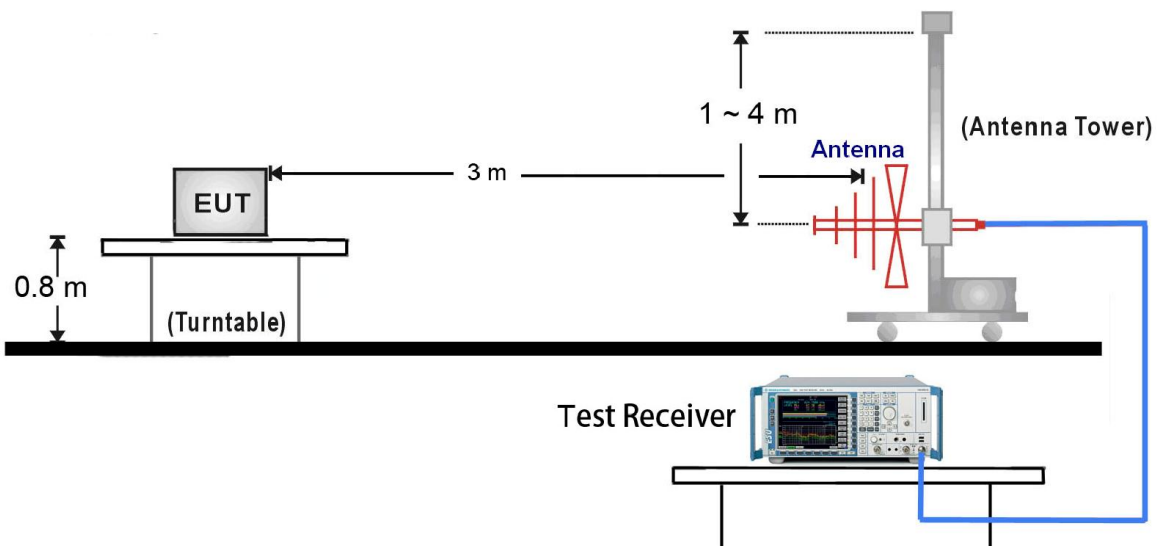 1 ~ 4 m
(Antenna Tower)
Antenna
3 m
EUT
0.8 m
(Turntable)
Test Receiver